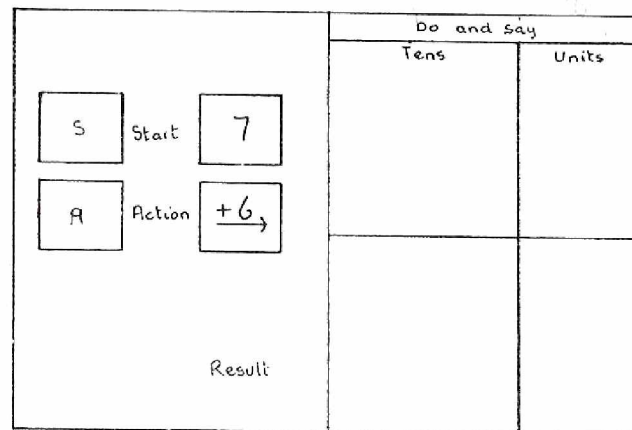 Do and say
Tens Units
S Start 7
A Action +6
Result